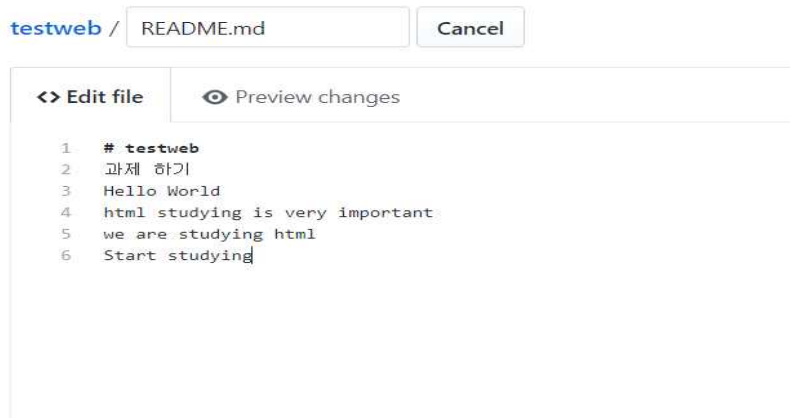 testweb / README.md Cancel
<> Edit file Preview changes
1 # testweb
2 과제 하기
3 Hello World
4 html studying is very important
5 we are studying html
6 Start studying